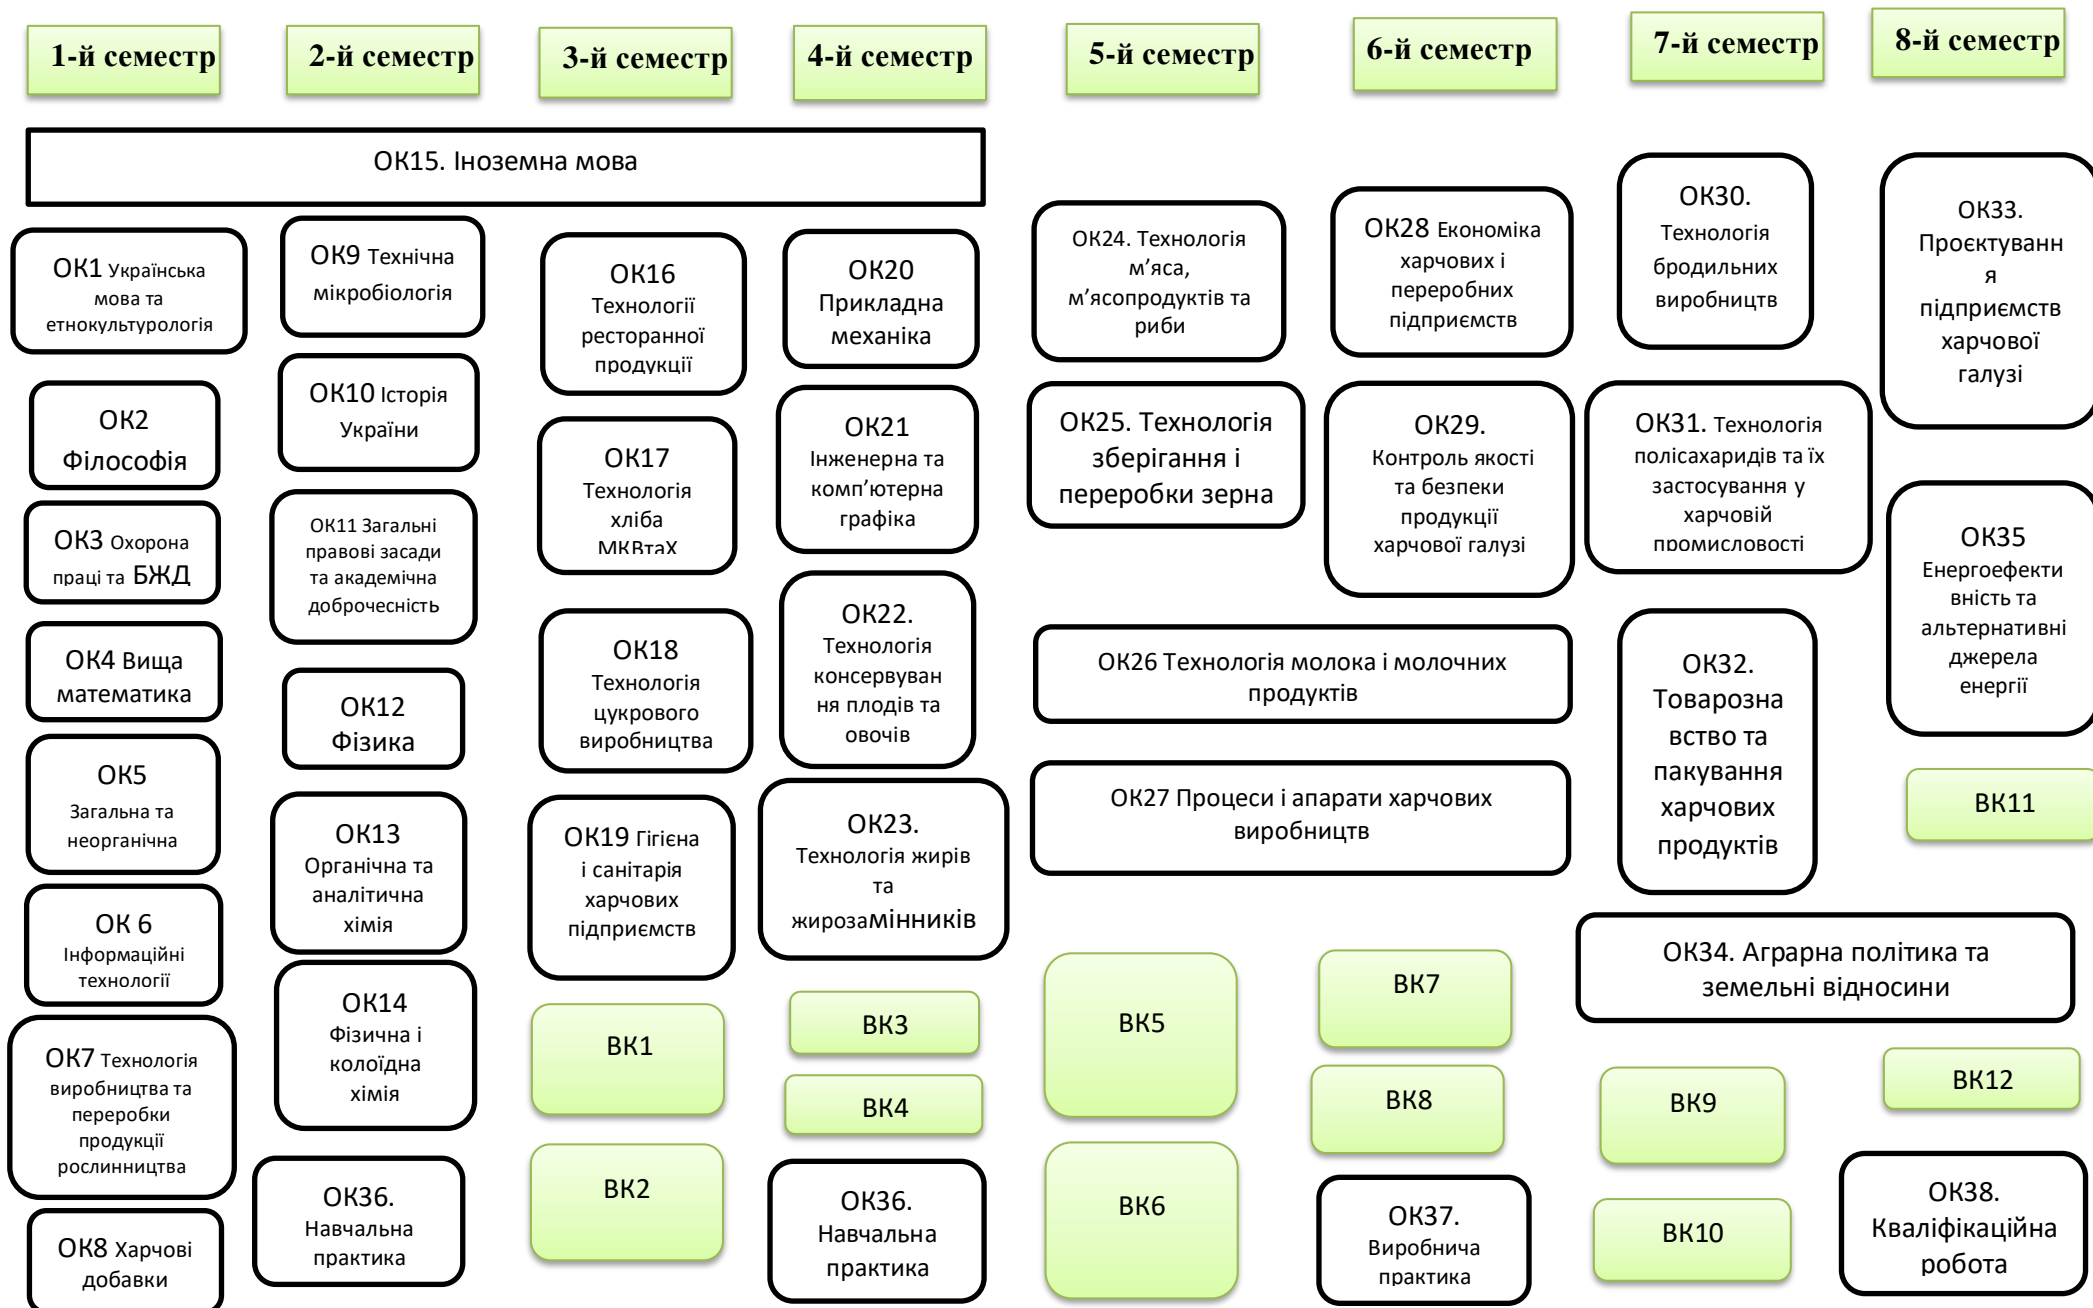 1-й семестр
2-й семестр
3-й семестр
4-й семестр
5-й семестр
6-й семестр
7-й семестр
8-й семестр
ОК15. Іноземна мова
ОК1 Українська
мова та
етнокультурологія
ОК2
Філософія
ОК3 Охорона
праці та БЖД
ОК4 Вища
математика
ОК5
Загальна та
неорганічна
ОК 6
Інформаційні
технології
ОК7 Технологія
виробництва та
переробки
продукції
рослинництва
ОК8 Харчові
добавки
ОК9 Технічна
мікробіологія
ОК10 Історія
України
ОК11 Загальні
правові засади
та академічна
доброчесність
ОК12
Фізика
ОК13
Органічна та
аналітична
хімія
ОК14
Фізична і
колоїдна
хімія
ОК36.
Навчальна
практика
ОК16
Технології
ресторанної
продукції
ОК17
Технологія
хліба
МКВтаХ
ОК18
Технологія
цукрового
виробництва
ОК19 Гігієна
і санітарія
харчових
підприємств
ВК1
ВК2
ОК20
Прикладна
механіка
ОК21
Інженерна та
комп’ютерна
графіка
ОК22.
Технологія
консервуван
ня плодів та
овочів
ОК23.
Технологія жирів
та
жирозамінників
ВК3
ВК4
ОК36.
Навчальна
практика
ОК24. Технологія
м’яса,
м’ясопродуктів та
риби
ОК25. Технологія
зберігання і
переробки зерна
ОК26 Технологія молока і молочних
продуктів
ОК27 Процеси і апарати харчових
виробництв
ВК5
ВК6
ОК28 Економіка
харчових і
переробних
підприємств
ОК29.
Контроль якості
та безпеки
продукції
харчової галузі
ВК7
ВК8
ОК37.
Виробнича
практика
ОК30.
Технологія
бродильних
виробництв
ОК31. Технологія
полісахаридів та їх
застосування у
харчовій
промисловості
ОК32.
Товарозна
вство та
пакування
харчових
продуктів
ОК34. Аграрна політика та
земельні відносини
ВК9
ВК10
ОК33.
Проєктуванн
я
підприємств
харчової
галузі
ОК35
Енергоефекти
вність та
альтернативні
джерела
енергії
ВК11
ВК12
ОК38.
Кваліфікаційна
робота